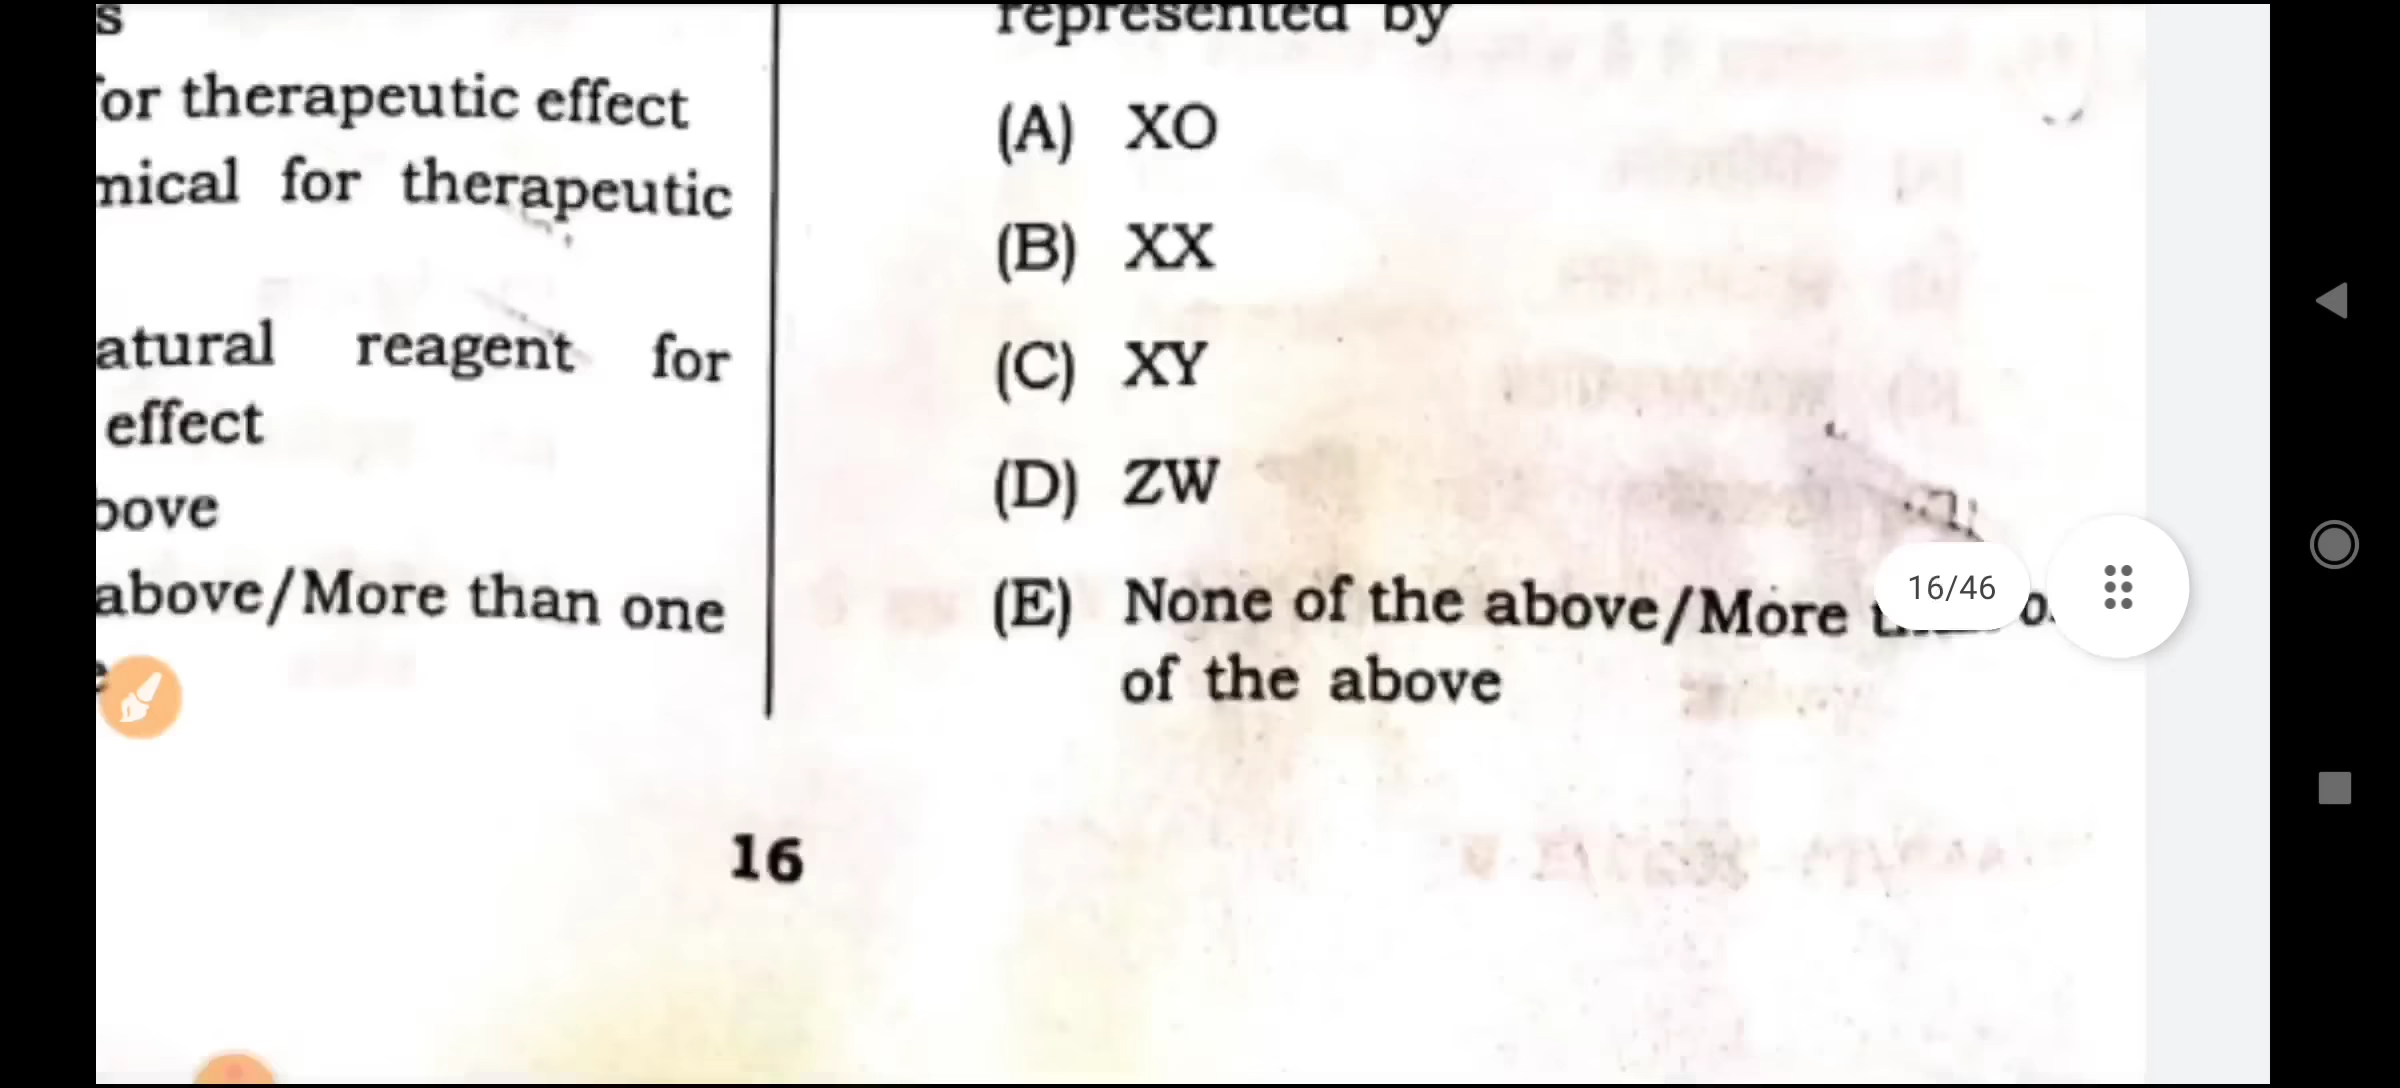 s
for therapeutic effect
mical for therapeutic
atural reagent for
effect
bove
above/More than one
represented by
(A) XO
(B) XX
(C) XY
(D) ZW
(E) None of the above/More
of the above
16/46
16